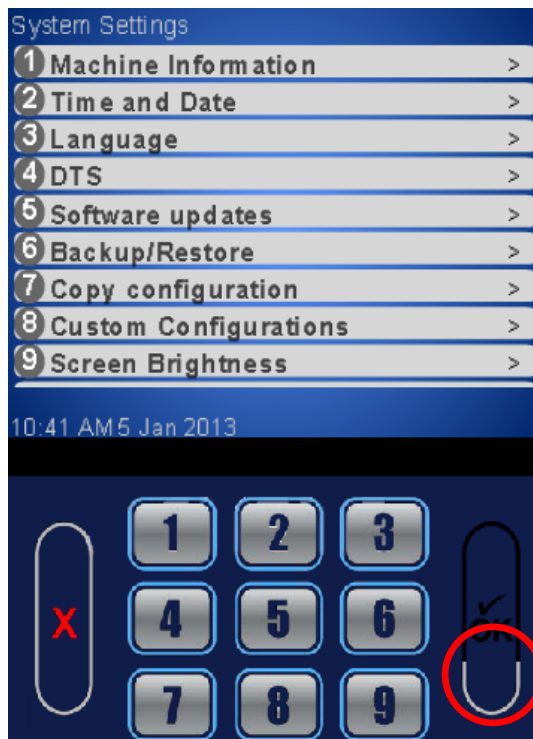 System Settings
1 Machine Information >
2 Time and Date >
3 Language >
4 DTS >
5 Software updates >
6 Backup/Restore >
7 Copy configuration >
8 Custom Configurations >
9 Screen Brightness >
10:41 AM 5 Jan 2013
1 2 3
X 4 5 6 OK
7 8 9